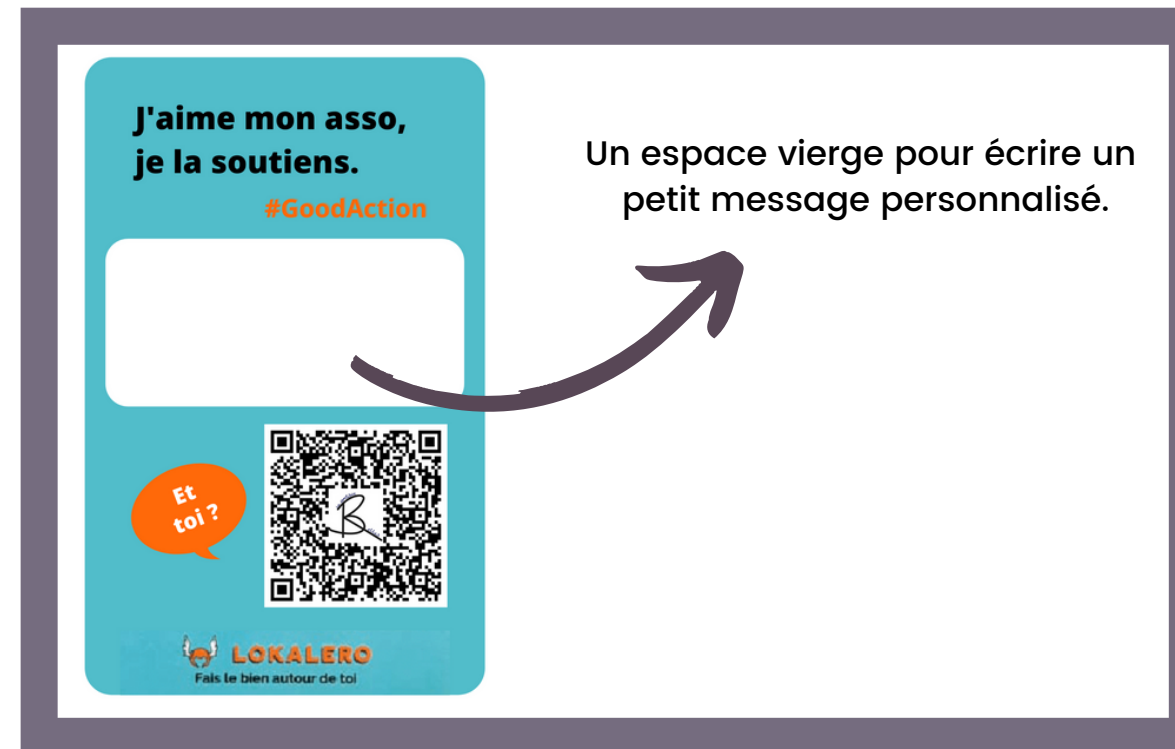 J'aime mon asso,
je la soutiens.
#GoodAction
Un espace vierge pour écrire un
petit message personnalisé.
Et
toi ?
B
LOKALERO
Fais le bien autour de toi